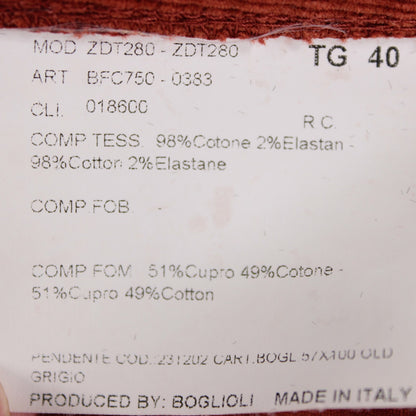 MOD ZDT280 - ZDT280 TG 40
ART BFC750 - 0383
CLI. 018600
R C
COMP TESS. 98%Cotone 2%Elastan -
98%Cotton 2%Elastane
COMP.FOB -
COMP FOM 51%Cupro 49%Cotone -
51%Cupro 49%Cotton
PENDENTE COD.:231202 CART.BOGL 57X100 OLD
GRIGIO
PRODUCED BY: BOGLIOLI MADE IN ITALY